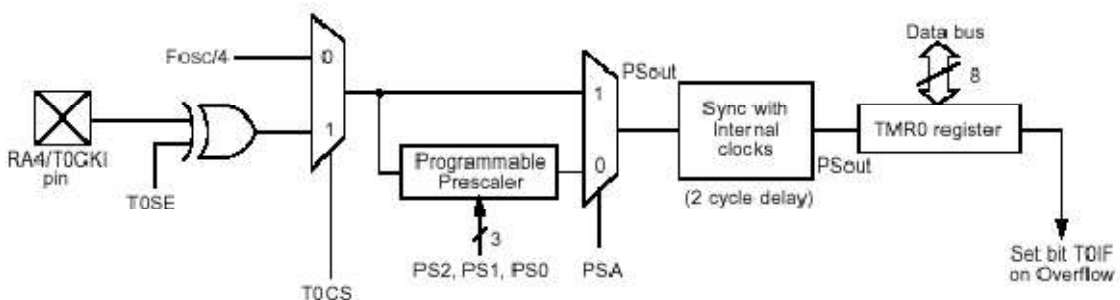 Data bus
8
Fosc/4
0
1
RA4/T0CKI
pin
T0SE
T0CS
Programmable
Prescaler
3
PS2, PS1, PS0
1
0
PSA
PSout
Sync with
Internal
clocks
(2 cycle delay)
PSout
TMR0 register
Set bit T0IF
on Overflow